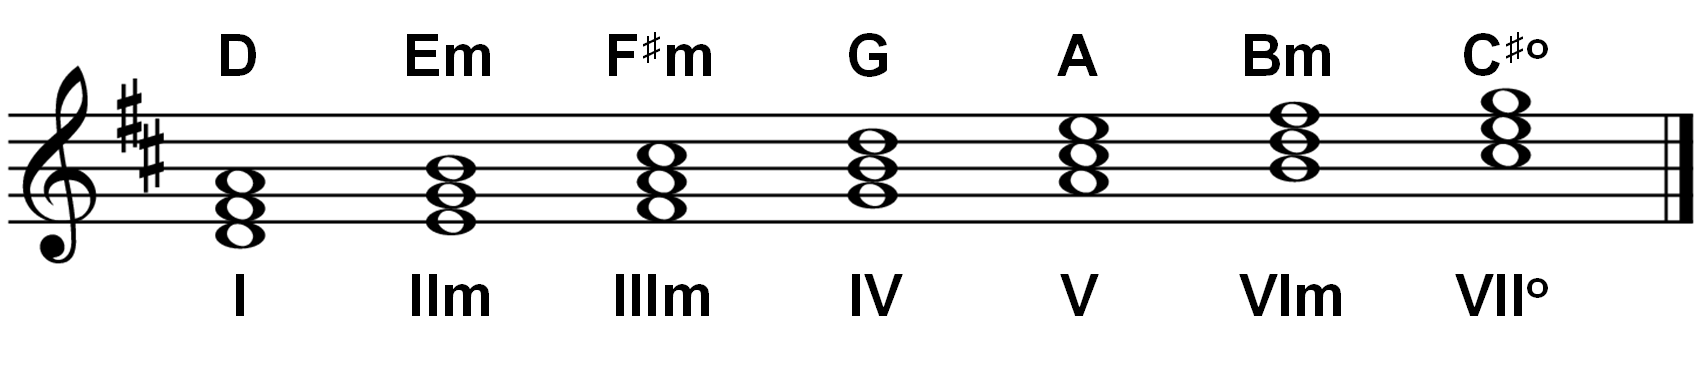 D Em F♯m G A Bm C♯o
I IIm IIIm IV V VIm VIIo